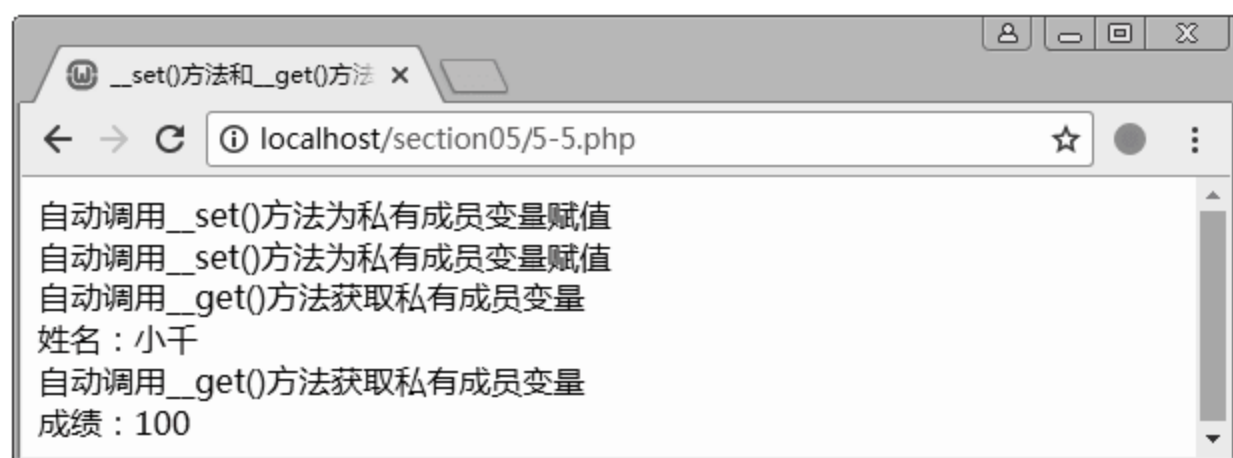 __set()方法和__get()方法
localhost/section05/5-5.php
自动调用__set()方法为私有成员变量赋值
自动调用__set()方法为私有成员变量赋值
自动调用__get()方法获取私有成员变量
姓名：小千
自动调用__get()方法获取私有成员变量
成绩：100